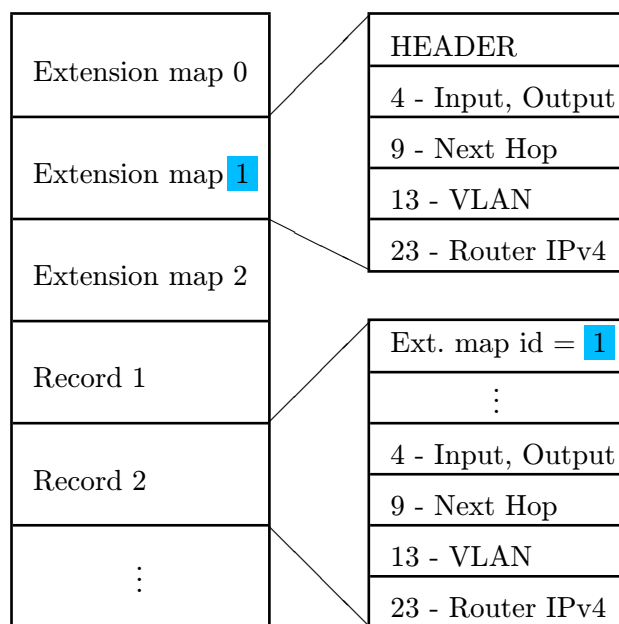 Extension map 0
Extension map 1
Extension map 2
Record 1
Record 2
⋮
HEADER
4 - Input, Output
9 - Next Hop
13 - VLAN
23 - Router IPv4
Ext. map id = 1
⋮
4 - Input, Output
9 - Next Hop
13 - VLAN
23 - Router IPv4